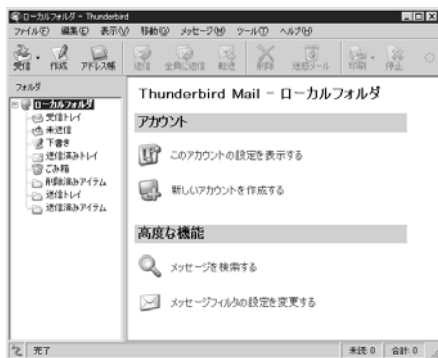 ローカルフォルダ - Thunderbird
ファイル(F) 編集(E) 表示(V) 移動(G) メッセージ(M) ツール(T) ヘルプ(H)
受信 作成 アドレス帳 返信 全員に返信 転送 削除 迷惑メール 印刷 停止
フォルダ
ローカルフォルダ
受信トレイ
未送信
下書き
送信済みトレイ
ごみ箱
削除済みアイテム
送信トレイ
送信済みアイテム
Thunderbird Mail - ローカルフォルダ
アカウント
このアカウントの設定を表示する
新しいアカウントを作成する
高度な機能
メッセージを検索する
メッセージフィルタの設定を変更する
完了 未読: 0 合計: 0